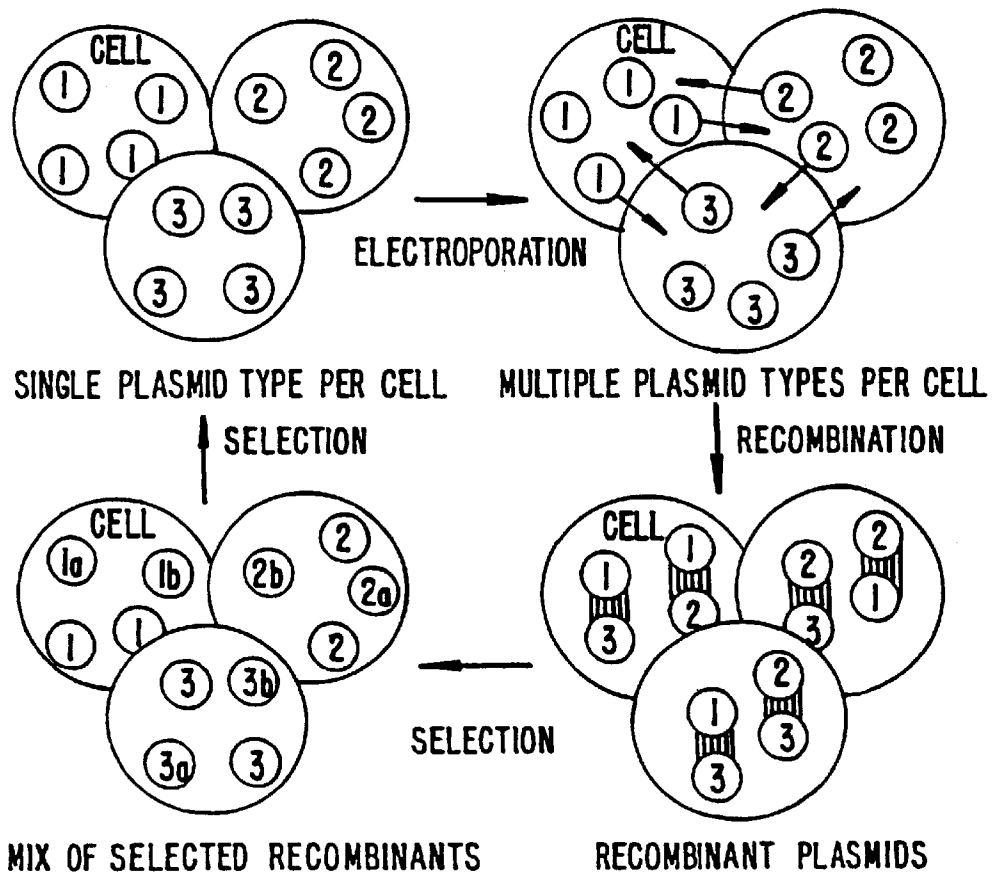 CELL
1 1 1 1
2 2 2 2
3 3 3 3
ELECTROPORATION
CELL
1 1 1 1
2 2 2 2
3 3 3 3
SINGLE PLASMID TYPE PER CELL
MULTIPLE PLASMID TYPES PER CELL
SELECTION
RECOMBINATION
CELL
1a 1b 1 1
2 2b 2a 2
3 3b 3a 3
SELECTION
CELL
1 1 3 2
2 2 3 1
1 2 3 3
MIX OF SELECTED RECOMBINANTS
RECOMBINANT PLASMIDS